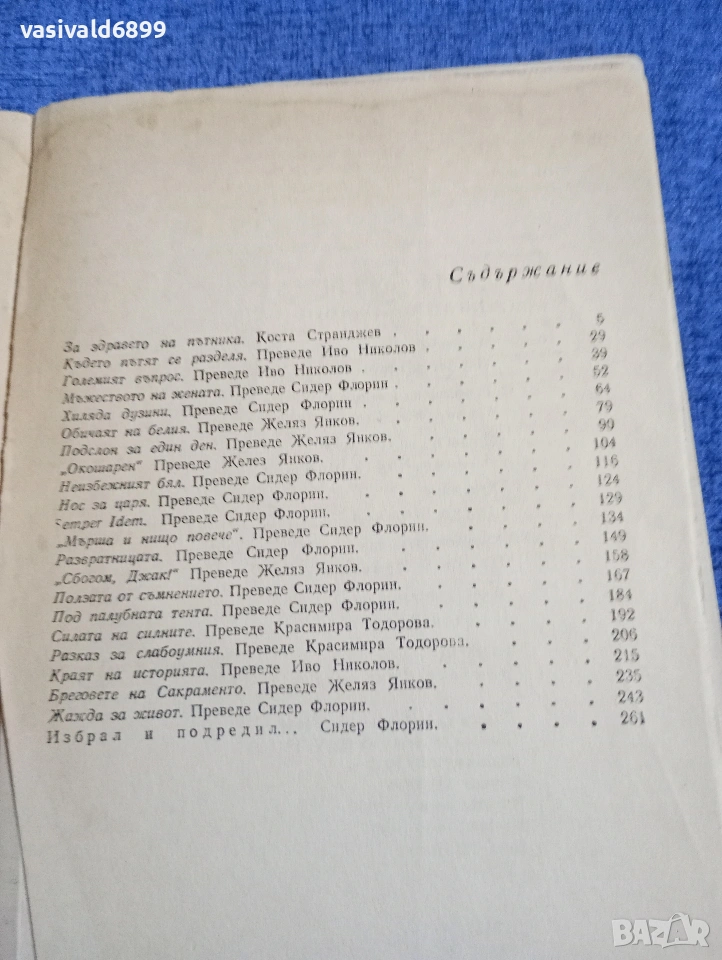 vasivald6899
Съдържание
За здравето на пътника. Коста Странджев . . . . . . 5
Където пътят се разделя. Преведе Иво Николов . . . . . 29
Големият въпрос. Преведе Иво Николов . . . . . . 39
Мъжеството на жената. Преведе Сидер Флорин . . . . . 52
Хиляда дузини. Преведе Сидер Флорин . . . . . . 64
Обичаят на белия. Преведе Желяз Янков. . . . . . 79
Подслон за един ден. Преведе Желяз Янков. . . . . . 90
„Окошарен“ Преведе Желез Янков. . . . . . 104
Неизбежният бял. Преведе Сидер Флорин. . . . . . 116
Нос за царя. Преведе Сидер Флорин. . . . . . . 124
Semper Idem. Преведе Сидер Флорин. . . . . . . 129
„Мърша и нищо повече“. Преведе Сидер Флорин. . . . . 134
Развратницата. Преведе Сидер Флорин. . . . . . 149
„Сбогом, Джак!“ Преведе Желяз Янков. . . . . . 158
Ползата от съмнението. Преведе Сидер Флорин. . . . . . 167
Под палубната тента. Преведе Сидер Флорин. . . . . . 184
Силата на силните. Преведе Красимира Тодорова. . . . . 192
Разказ за слабоумния. Преведе Красимира Тодорова. . . . . 206
Краят на историята. Преведе Иво Николов. . . . . . 215
Бреговете на Сакраменто. Преведе Желяз Янков. . . . . 235
Жажда за живот. Преведе Сидер Флорин. . . . . . . 243
Избрал и подредил... Сидер Флорин. . . . . 261
BAZAR